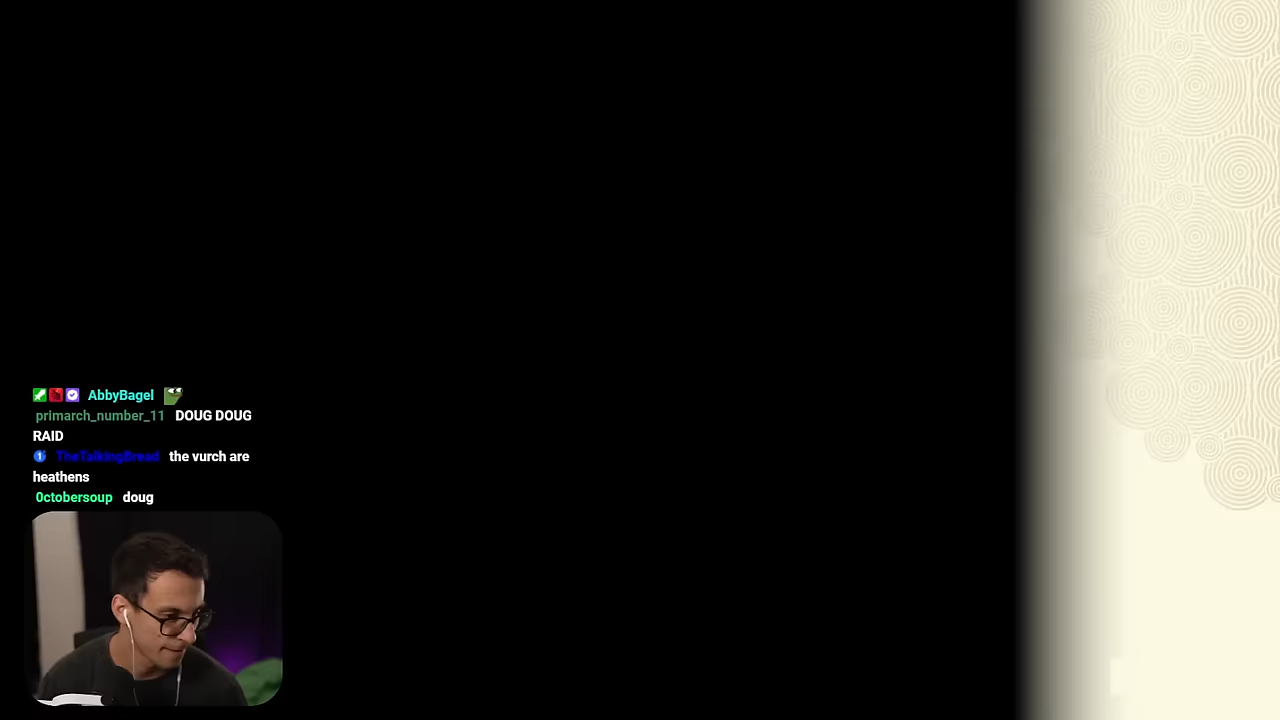 AbbyBagel
primarch_number_11 DOUG DOUG
RAID
TheTalkingBread the vurch are
heathens
0ctobersoup doug